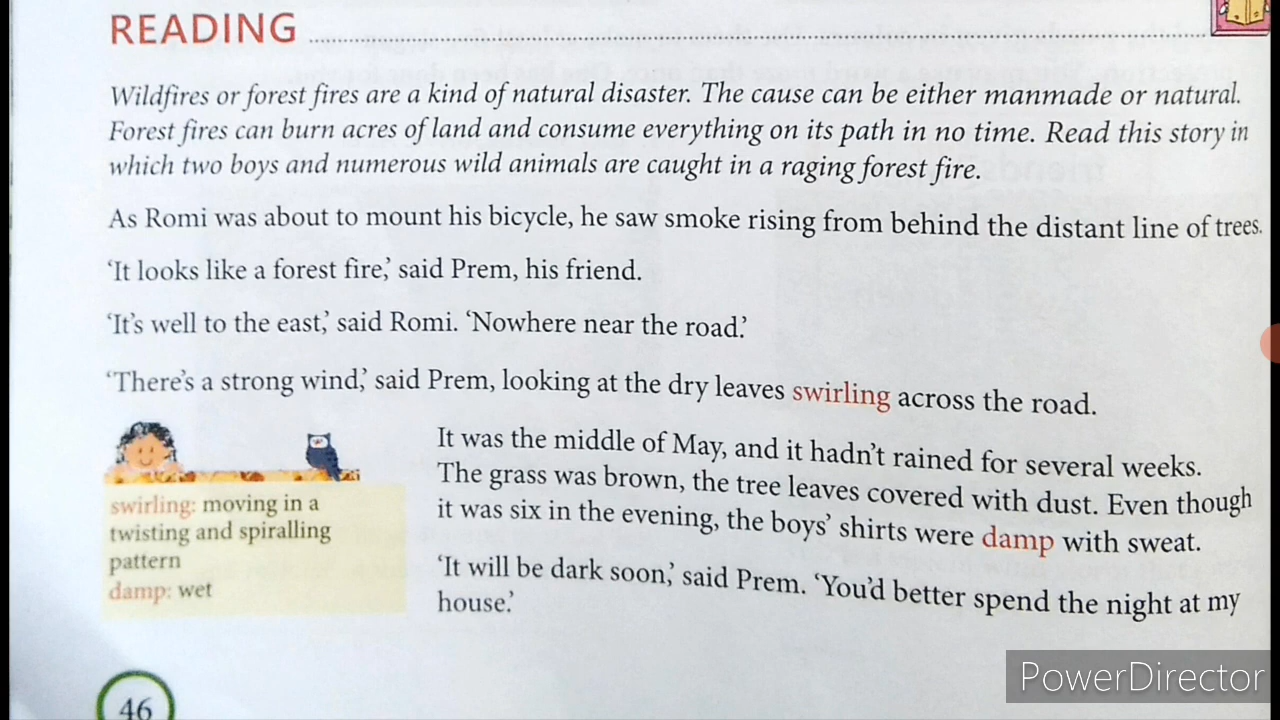 READING
Wildfires or forest fires are a kind of natural disaster. The cause can be either manmade or natural.
Forest fires can burn acres of land and consume everything on its path in no time. Read this story in
which two boys and numerous wild animals are caught in a raging forest fire.
As Romi was about to mount his bicycle, he saw smoke rising from behind the distant line of trees.
‘It looks like a forest fire,’ said Prem, his friend.
‘It’s well to the east,’ said Romi. ‘Nowhere near the road.’
‘There’s a strong wind,’ said Prem, looking at the dry leaves swirling across the road.
It was the middle of May, and it hadn’t rained for several weeks.
The grass was brown, the tree leaves covered with dust. Even though
it was six in the evening, the boys’ shirts were damp with sweat.
‘It will be dark soon,’ said Prem. ‘You’d better spend the night at my
house.’
swirling: moving in a
twisting and spiralling
pattern
damp: wet
46
PowerDirector